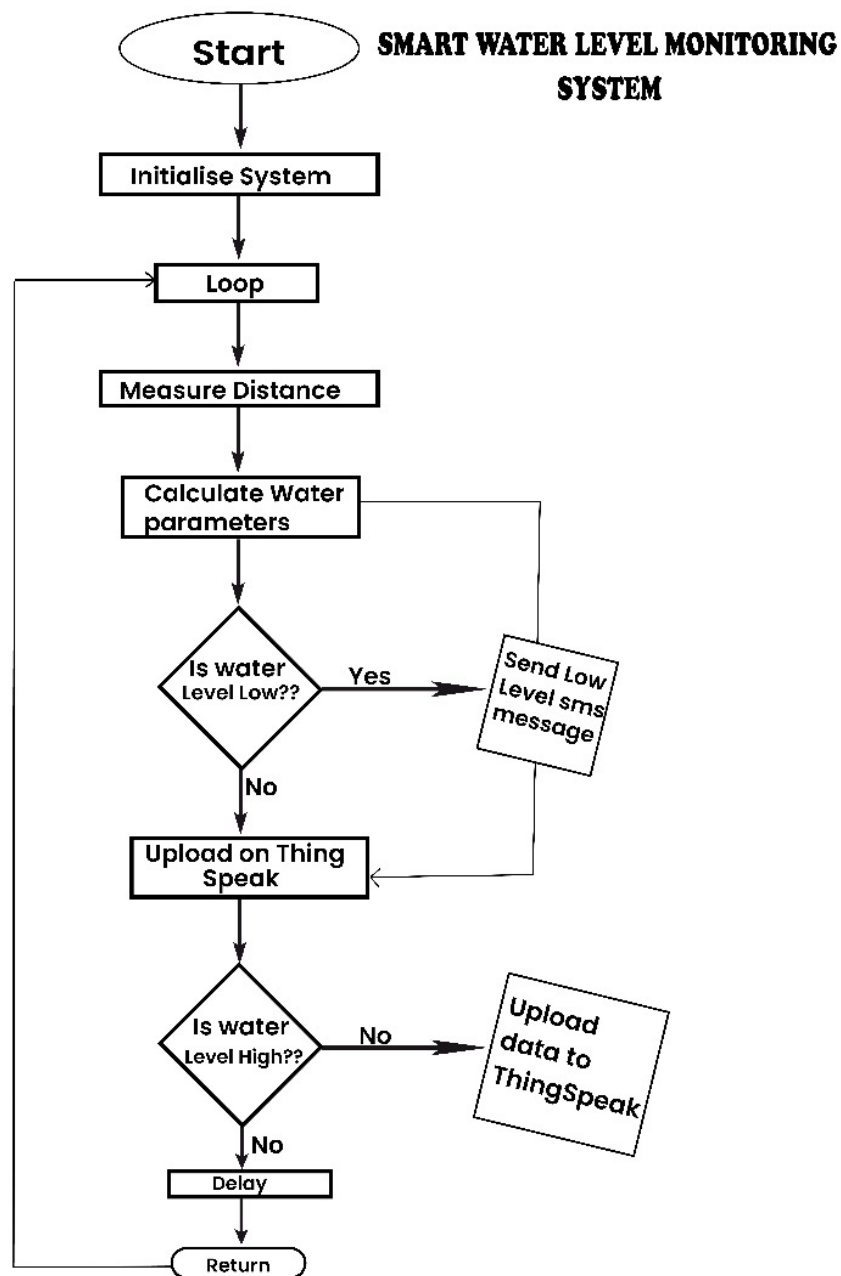 Start
SMART WATER LEVEL MONITORING
SYSTEM
Initialise System
Loop
Measure Distance
Calculate Water
parameters
Is water
Level Low??
Yes
Send Low
Level sms
message
No
Upload on Thing
Speak
Is water
Level High??
No
Upload
data to
ThingSpeak
No
Delay
Return